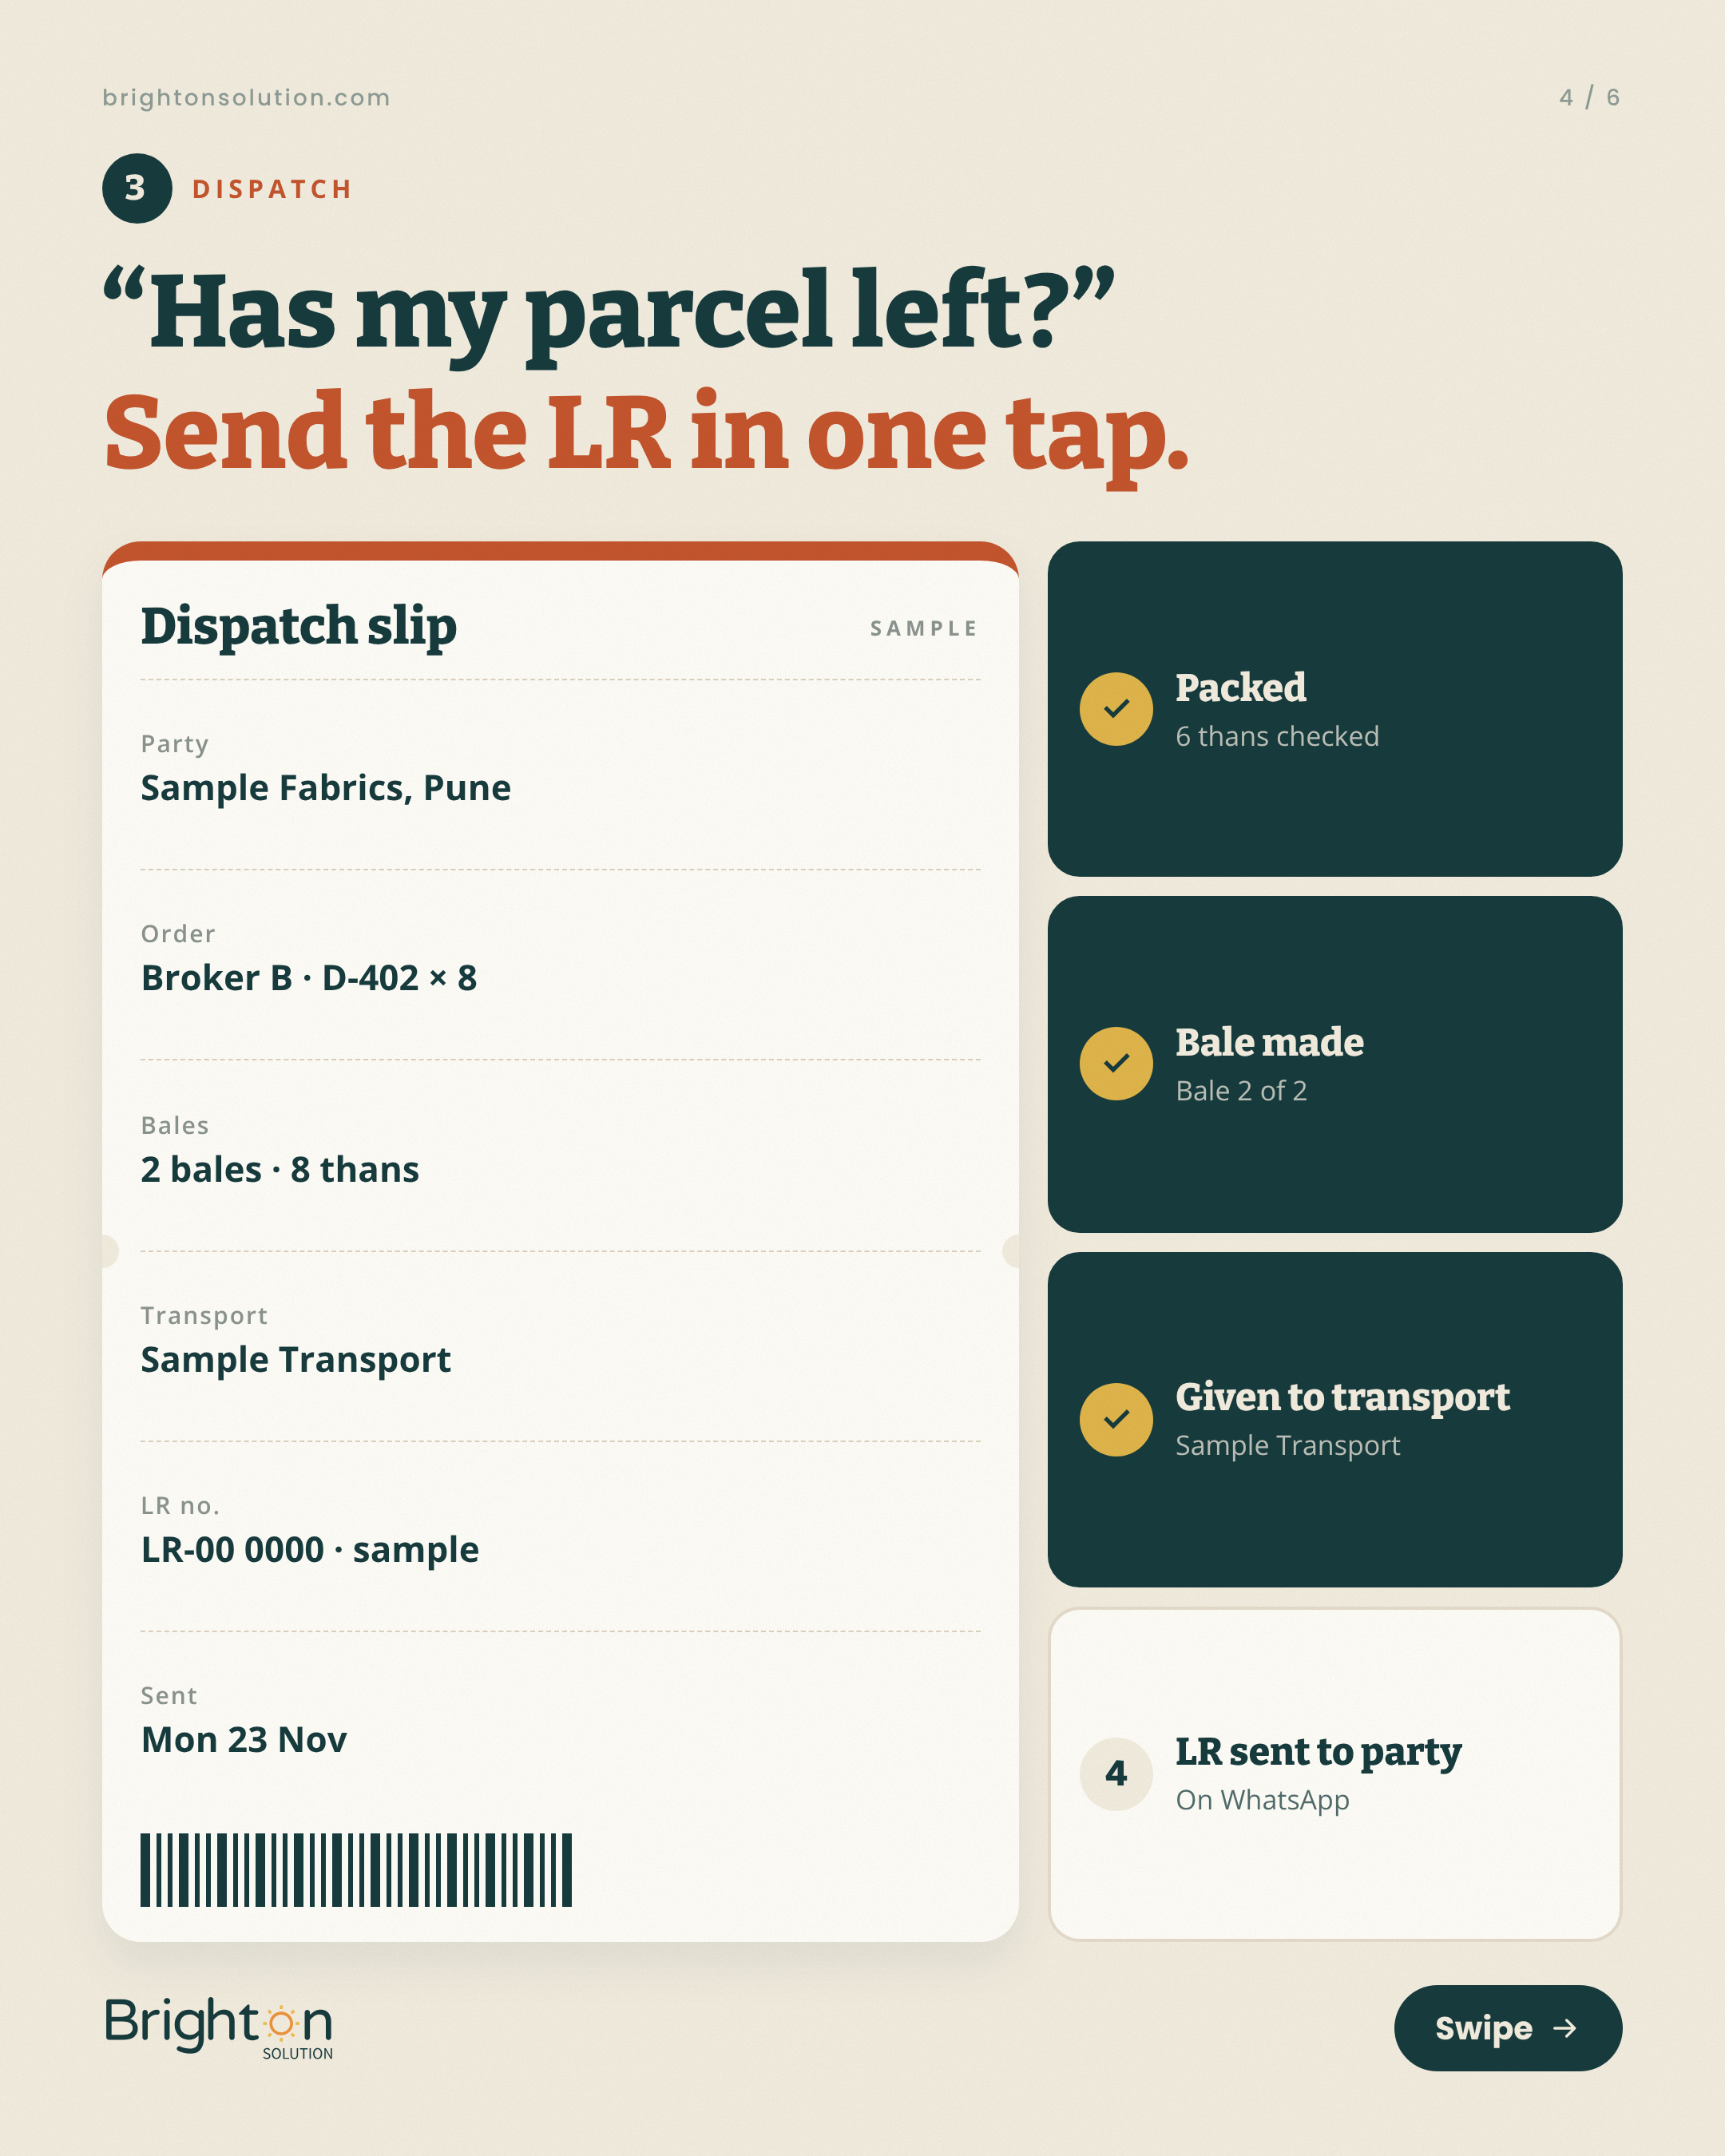 brightonsolution.com
4 / 6
3 DISPATCH
“Has my parcel left?”
Send the LR in one tap.
Dispatch slip
SAMPLE
Party
Sample Fabrics, Pune
Order
Broker B · D-402 × 8
Bales
2 bales · 8 thans
Transport
Sample Transport
LR no.
LR-00 0000 · sample
Sent
Mon 23 Nov
Packed
6 thans checked
Bale made
Bale 2 of 2
Given to transport
Sample Transport
4
LR sent to party
On WhatsApp
Brighton
SOLUTION
Swipe →